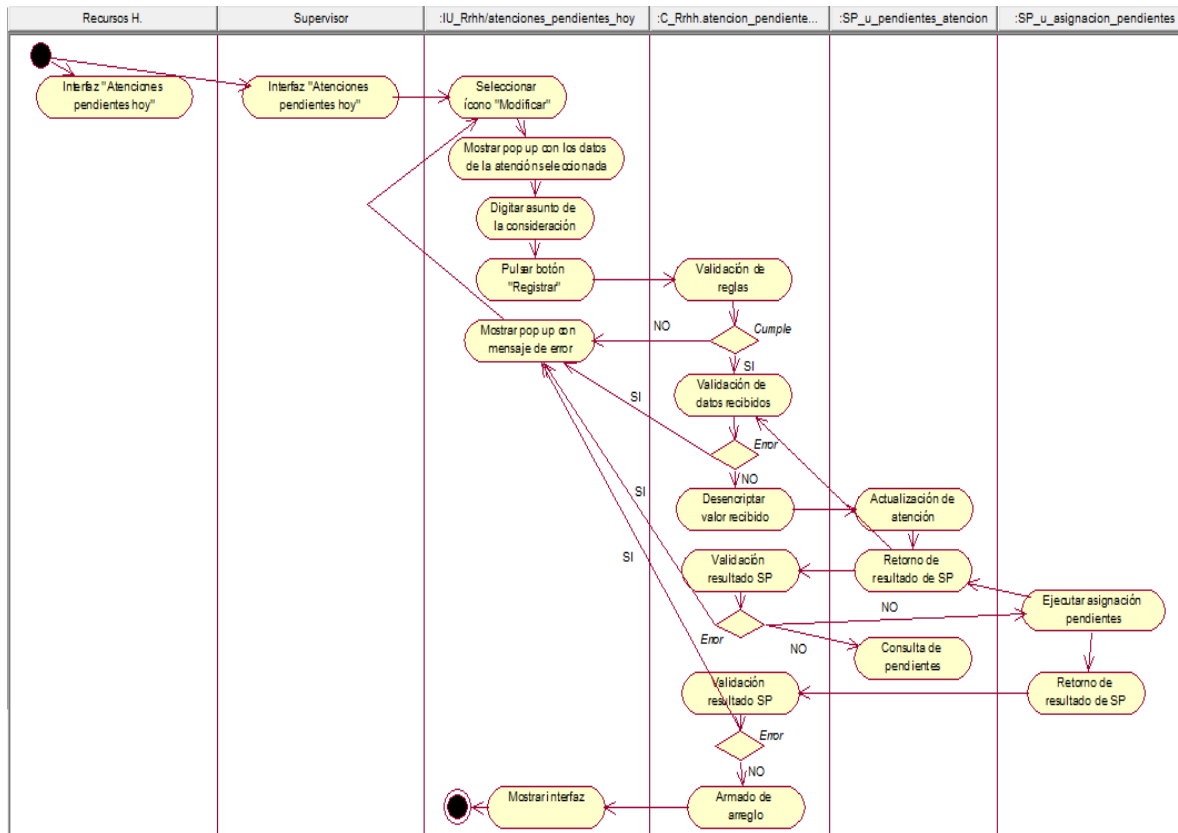 Recursos H.
Supervisor
:IU_Rrhh/atenciones_pendientes_hoy
:C_Rrhh.atencion_pendiente...
:SP_u_pendientes_atencion
:SP_u_asignacion_pendientes
Interfaz "Atenciones
pendientes hoy"
Interfaz "Atenciones
pendientes hoy"
Seleccionar
ícono "Modificar"
Mostrar pop up con los datos
de la atención seleccionada
Digitar asunto de
la consideración
Pulsar botón
"Registrar"
Validación de
reglas
NO
Cumple
Mostrar pop up con
mensaje de error
SI
Validación de
datos recibidos
SI
Error
NO
Desencriptar
valor recibido
Actualización de
atención
SI
SI
Validación
resultado SP
Retorno de
resultado de SP
Ejecutar asignación
pendientes
NO
Error
NO
Consulta de
pendientes
Validación
resultado SP
Retorno de
resultado de SP
Error
NO
Mostrar interfaz
Armado de
arreglo